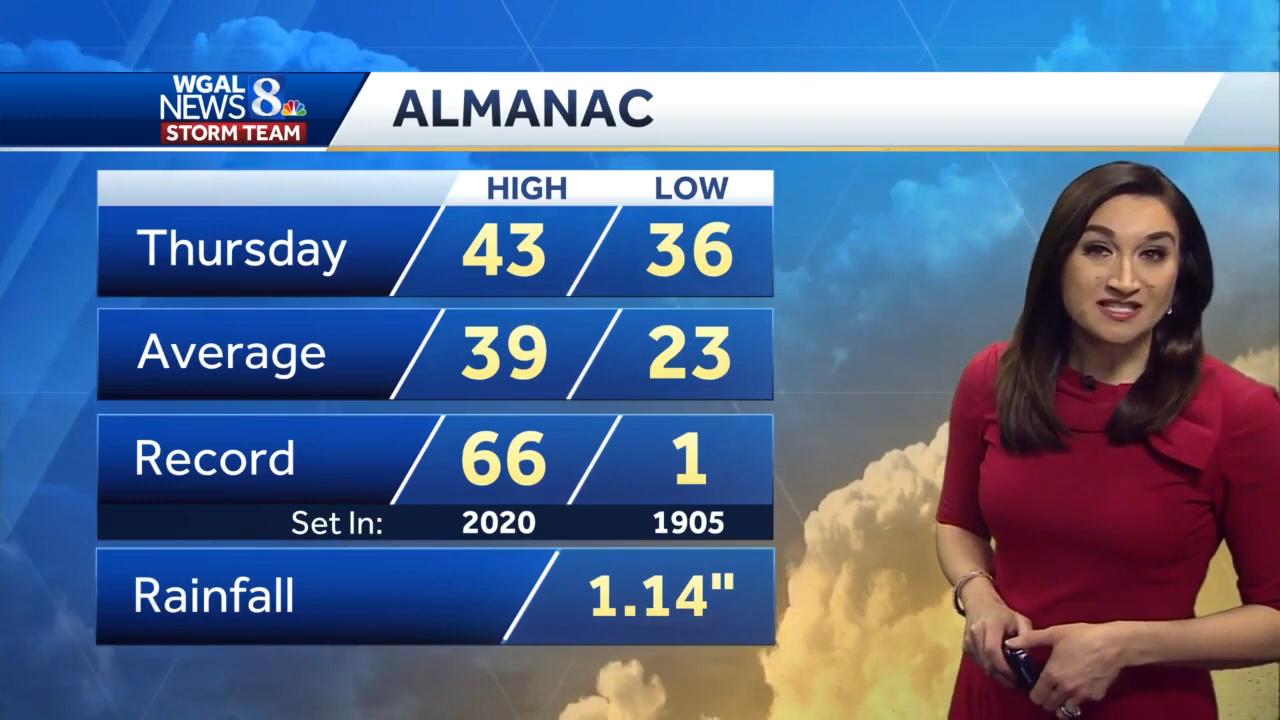 WGAL
NEWS 8
STORM TEAM
ALMANAC
HIGH LOW
Thursday 43 36
Average 39 23
Record 66 1
Set In: 2020 1905
Rainfall 1.14"